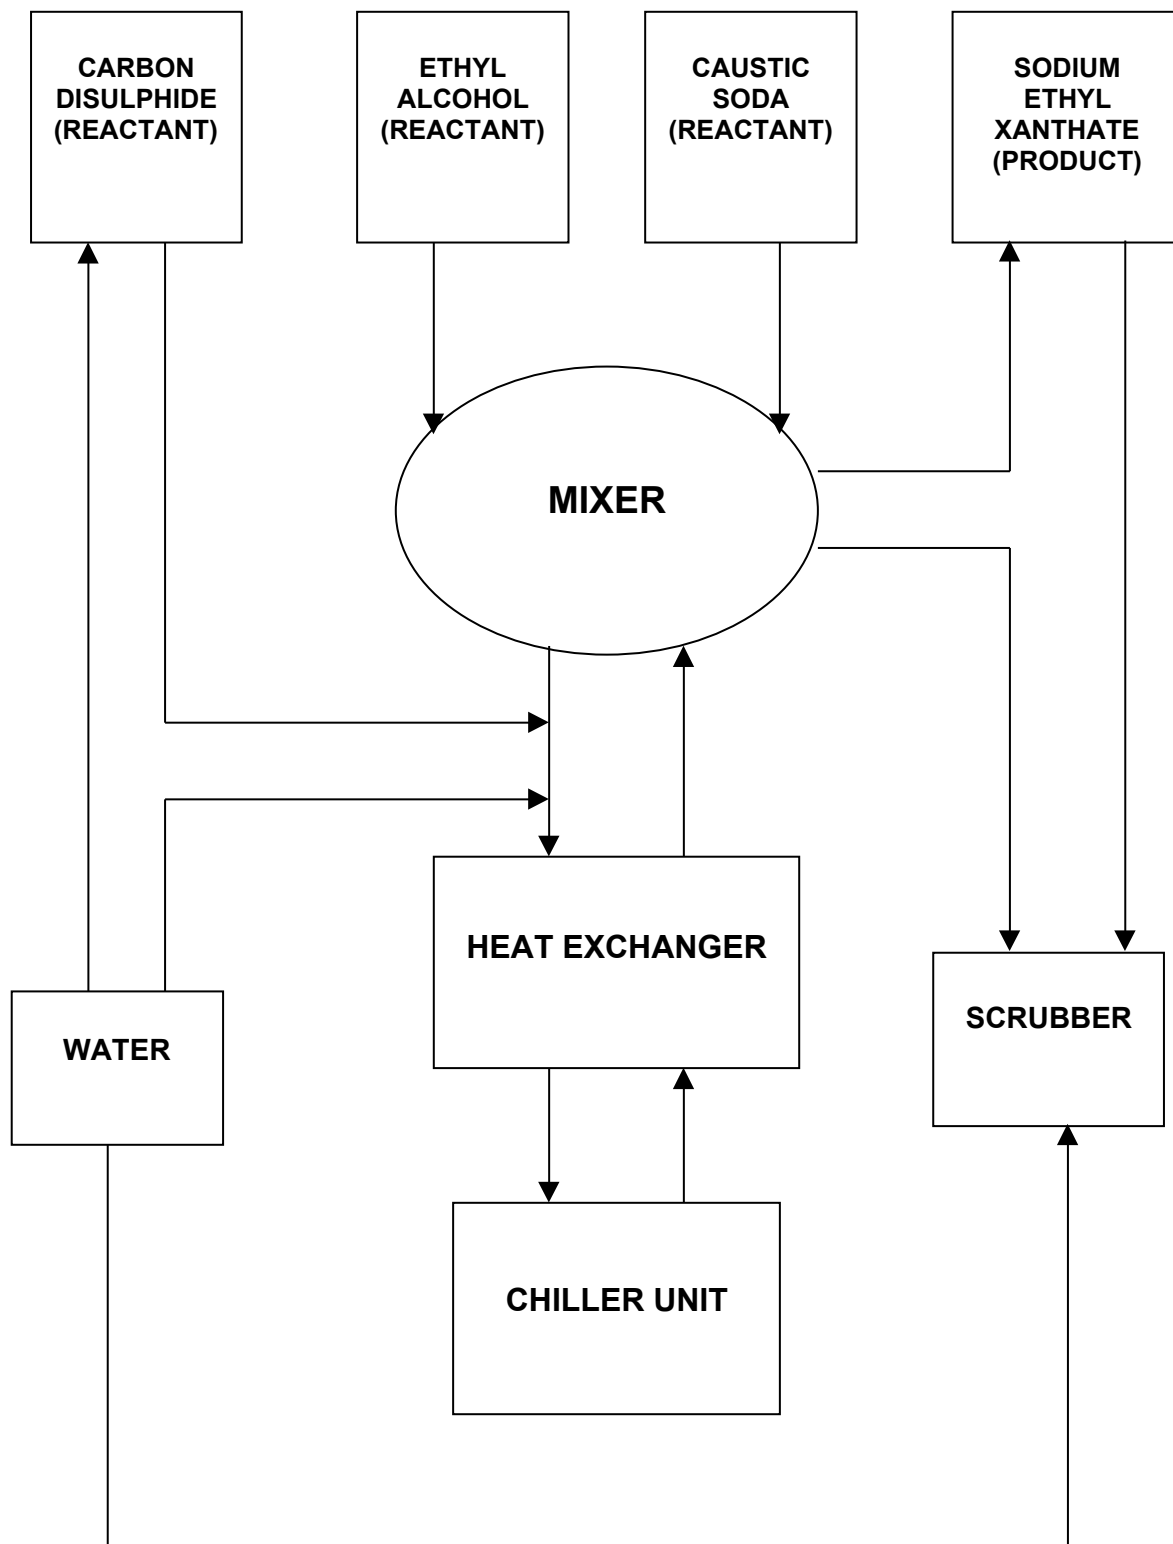 CARBON
DISULPHIDE
(REACTANT)
ETHYL
ALCOHOL
(REACTANT)
CAUSTIC
SODA
(REACTANT)
SODIUM
ETHYL
XANTHATE
(PRODUCT)
MIXER
HEAT EXCHANGER
SCRUBBER
WATER
CHILLER UNIT